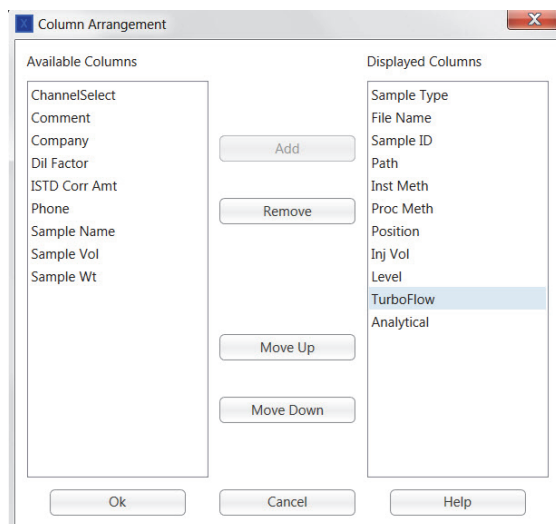 X Column Arrangement X
Available Columns
ChannelSelect
Comment
Company
Dil Factor
ISTD Corr Amt
Phone
Sample Name
Sample Vol
Sample Wt
Add
Remove
Move Up
Move Down
Displayed Columns
Sample Type
File Name
Sample ID
Path
Inst Meth
Proc Meth
Position
Inj Vol
Level
TurboFlow
Analytical
Ok Cancel Help